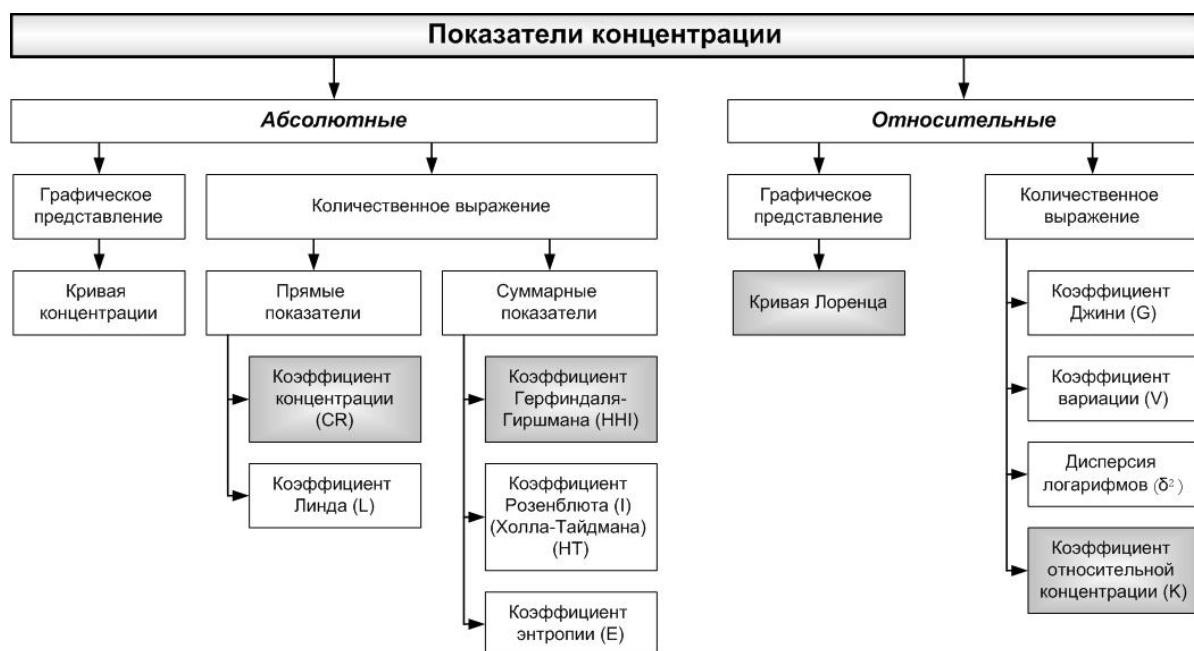 Показатели концентрации
Абсолютные
Относительные
Графическое
представление
Количественное выражение
Графическое
представление
Количественное
выражение
Кривая
концентрации
Прямые
показатели
Суммарные
показатели
Кривая Лоренца
Коэффициент
Джини (G)
Коэффициент
концентрации
(CR)
Коэффициент
Герфиндаля-
Гиршмана (HHI)
Коэффициент
вариации (V)
Коэффициент
Линда (L)
Коэффициент
Розенблюта (I)
(Холла-Тайдмана)
(HT)
Дисперсия
логарифмов (δ²)
Коэффициент
относительной
концентрации (K)
Коэффициент
энтропии (E)